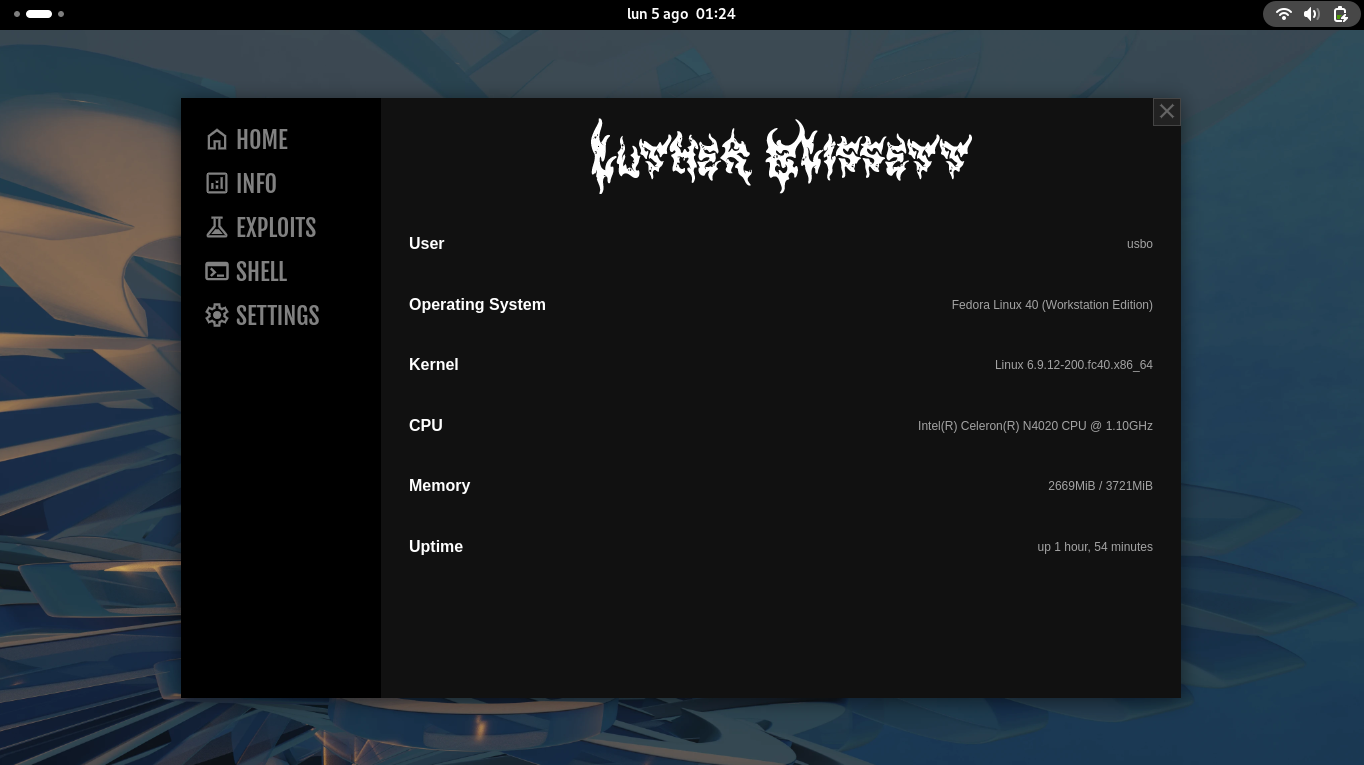 lun 5 ago 01:24
HOME
INFO
EXPLOITS
SHELL
SETTINGS
LUTHER BLISSETT
User usbo
Operating System Fedora Linux 40 (Workstation Edition)
Kernel Linux 6.9.12-200.fc40.x86_64
CPU Intel(R) Celeron(R) N4020 CPU @ 1.10GHz
Memory 2669MiB / 3721MiB
Uptime up 1 hour, 54 minutes